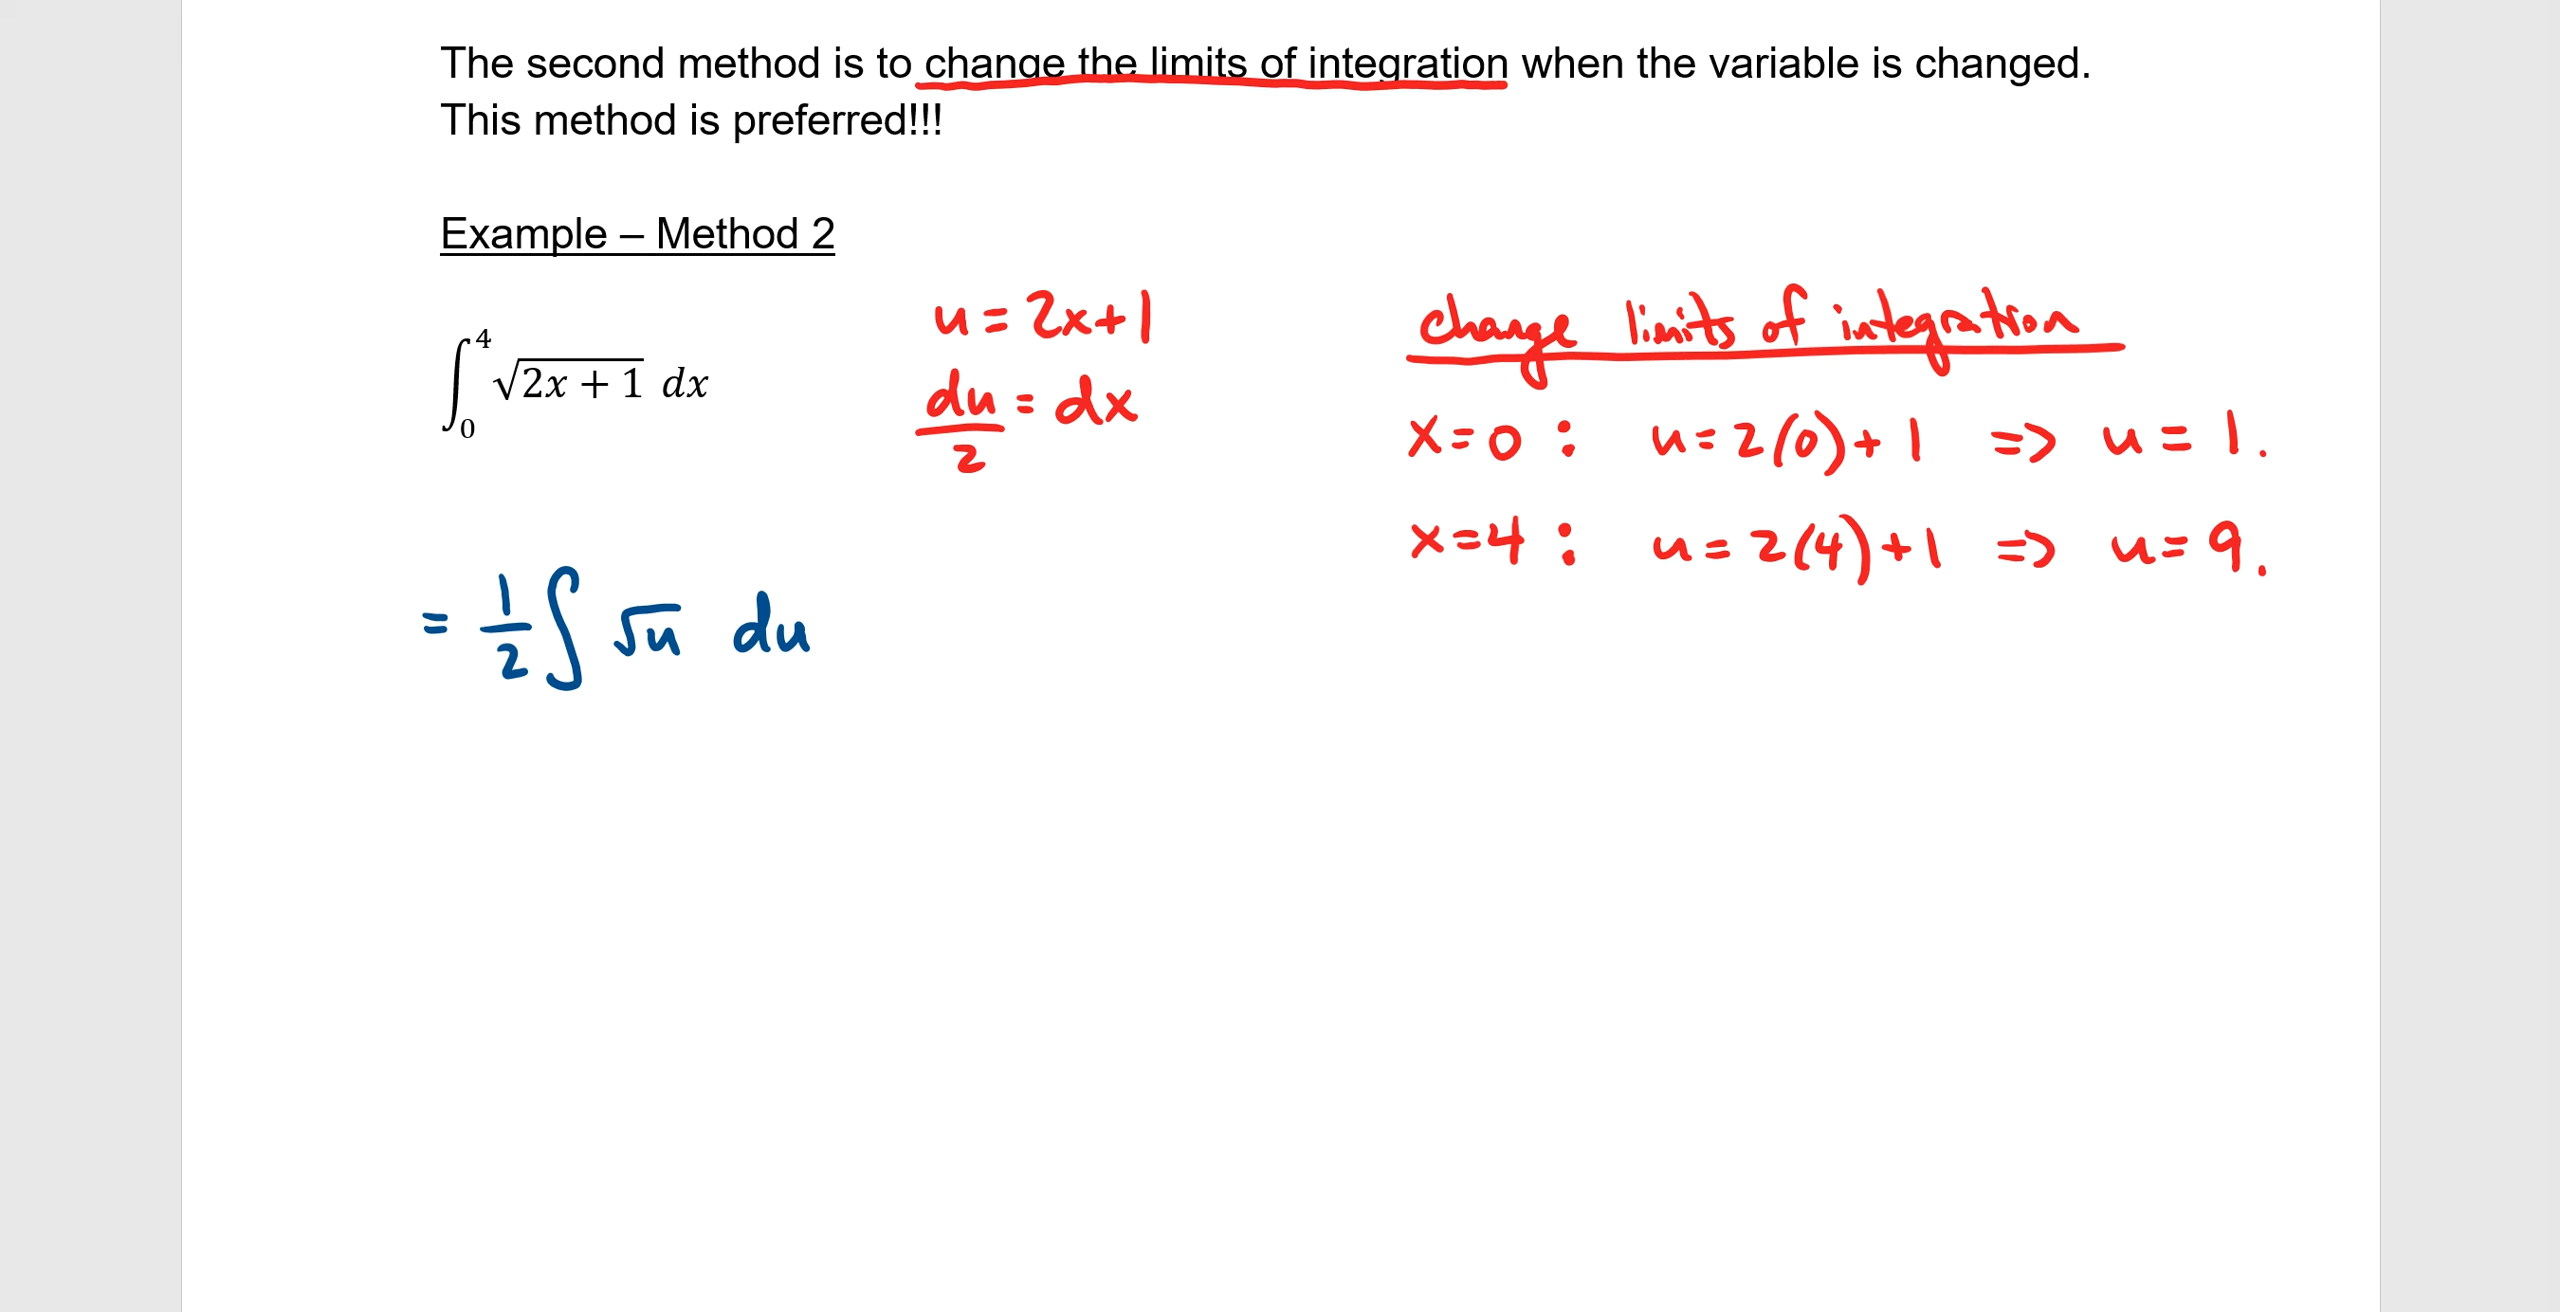 The second method is to change the limits of integration when the variable is changed.
This method is preferred!!!
Example – Method 2
∫₀⁴ √(2x + 1) dx
u = 2x+1
du/2 = dx
change limits of integration
x=0 : u=2(0)+1 => u=1.
x=4 : u=2(4)+1 => u=9.
= 1/2 ∫ √u du